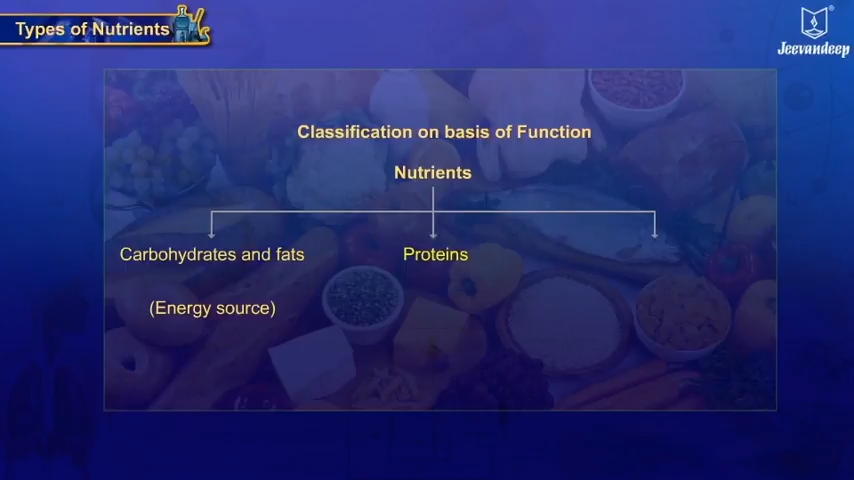 Types of Nutrients
Jeevandeep
Classification on basis of Function
Nutrients
Carbohydrates and fats
Proteins
(Energy source)